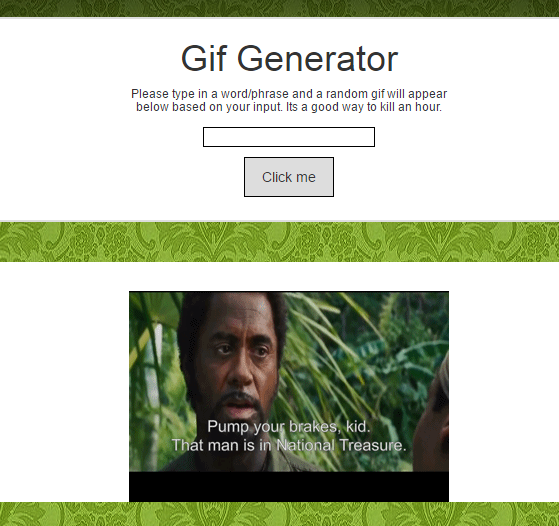 Gif Generator
Please type in a word/phrase and a random gif will appear
below based on your input. Its a good way to kill an hour.
Click me
Pump your brakes, kid.
That man is in National Treasure.